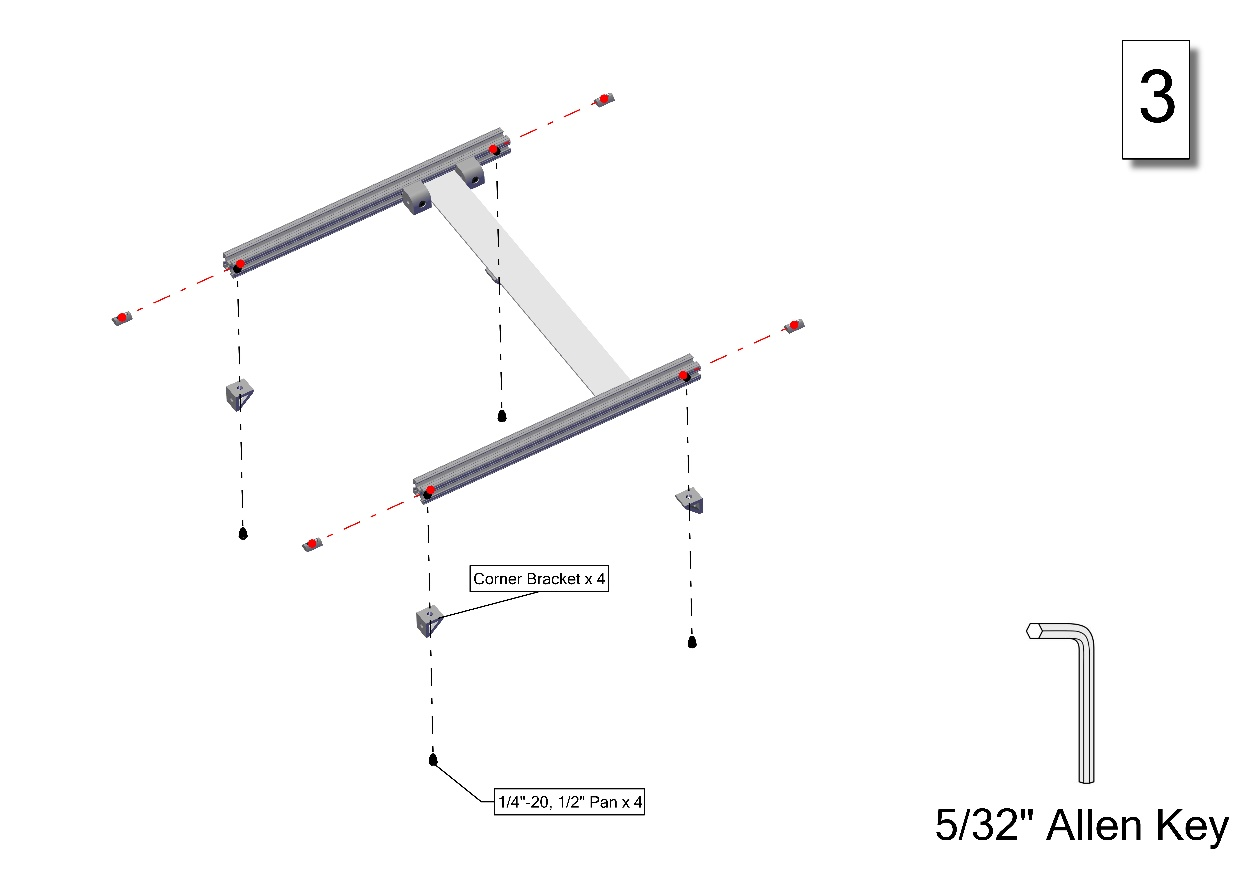 3
Corner Bracket x 4
1/4"-20, 1/2" Pan x 4
5/32" Allen Key